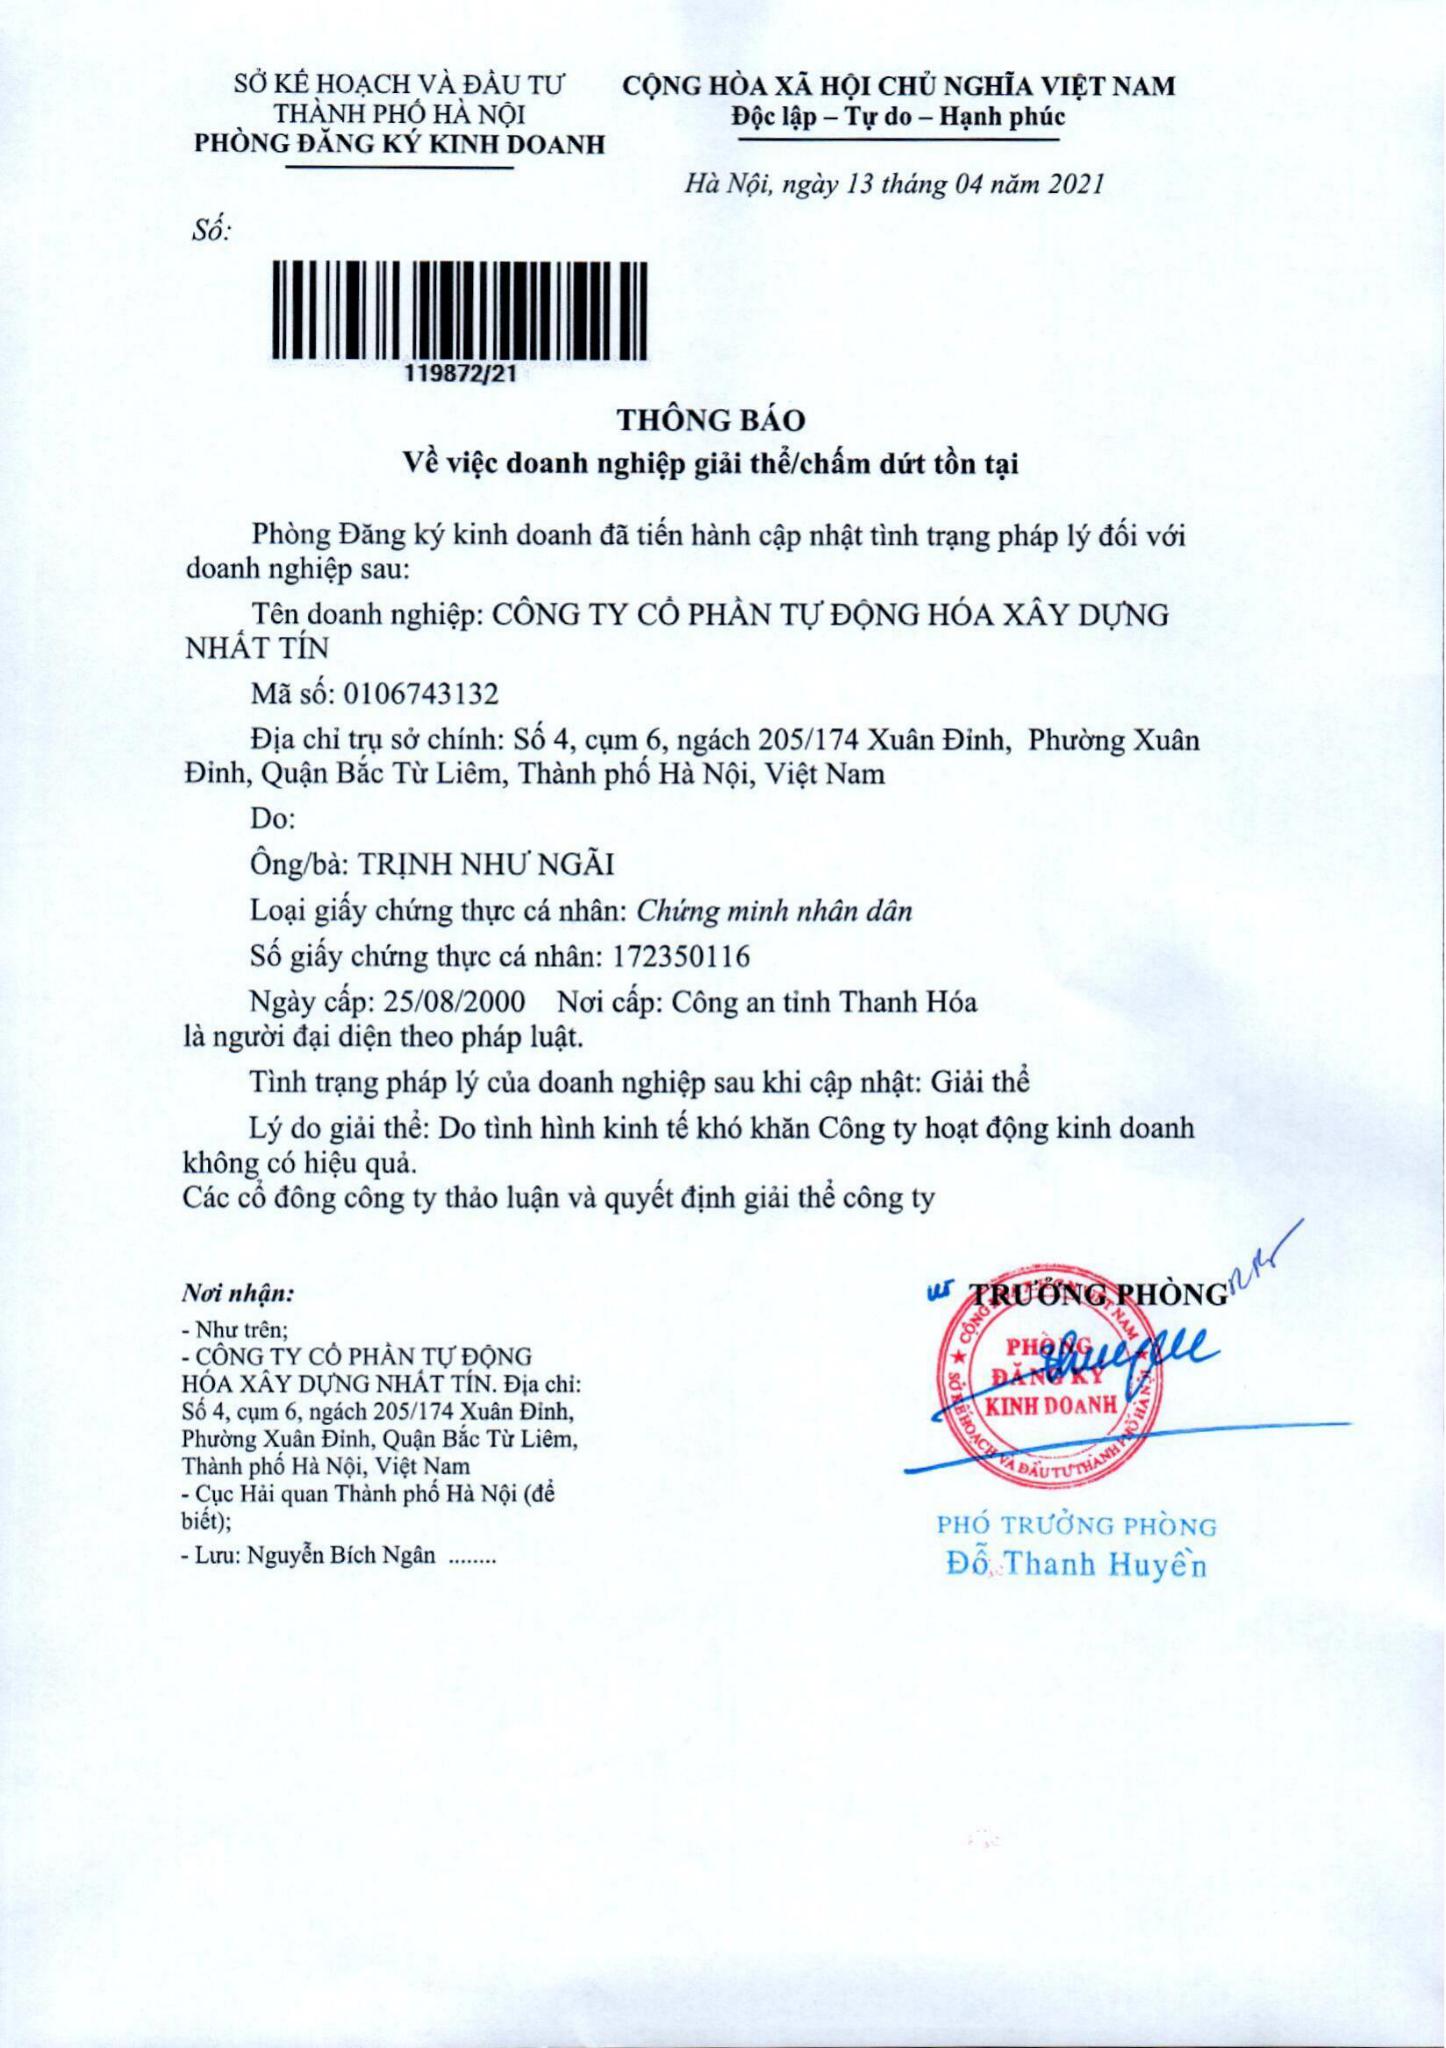 SỞ KẾ HOẠCH VÀ ĐẦU TƯ
THÀNH PHỐ HÀ NỘI
PHÒNG ĐĂNG KÝ KINH DOANH
CỘNG HÒA XÃ HỘI CHỦ NGHĨA VIỆT NAM
Độc lập – Tự do – Hạnh phúc
Hà Nội, ngày 13 tháng 04 năm 2021
Số:
119872/21
THÔNG BÁO
Về việc doanh nghiệp giải thể/chấm dứt tồn tại
Phòng Đăng ký kinh doanh đã tiến hành cập nhật tình trạng pháp lý đối với
doanh nghiệp sau:
Tên doanh nghiệp: CÔNG TY CỔ PHẦN TỰ ĐỘNG HÓA XÂY DỰNG
NHẤT TÍN
Mã số: 0106743132
Địa chỉ trụ sở chính: Số 4, cụm 6, ngách 205/174 Xuân Đỉnh, Phường Xuân
Đỉnh, Quận Bắc Từ Liêm, Thành phố Hà Nội, Việt Nam
Do:
Ông/bà: TRỊNH NHƯ NGÃI
Loại giấy chứng thực cá nhân: Chứng minh nhân dân
Số giấy chứng thực cá nhân: 172350116
Ngày cấp: 25/08/2000 Nơi cấp: Công an tỉnh Thanh Hóa
là người đại diện theo pháp luật.
Tình trạng pháp lý của doanh nghiệp sau khi cập nhật: Giải thể
Lý do giải thể: Do tình hình kinh tế khó khăn Công ty hoạt động kinh doanh
không có hiệu quả.
Các cổ đông công ty thảo luận và quyết định giải thể công ty
Nơi nhận:
- Như trên;
- CÔNG TY CỔ PHẦN TỰ ĐỘNG
HÓA XÂY DỰNG NHẤT TÍN. Địa chỉ:
Số 4, cụm 6, ngách 205/174 Xuân Đỉnh,
Phường Xuân Đỉnh, Quận Bắc Từ Liêm,
Thành phố Hà Nội, Việt Nam
- Cục Hải quan Thành phố Hà Nội (để
biết);
- Lưu: Nguyễn Bích Ngân ........
TRƯỞNG PHÒNG
PHÒNG
ĐĂNG KÝ
KINH DOANH
SỞ KẾ HOẠCH VÀ ĐẦU TƯ THÀNH PHỐ HÀ NỘI
PHÓ TRƯỞNG PHÒNG
Đỗ Thanh Huyền